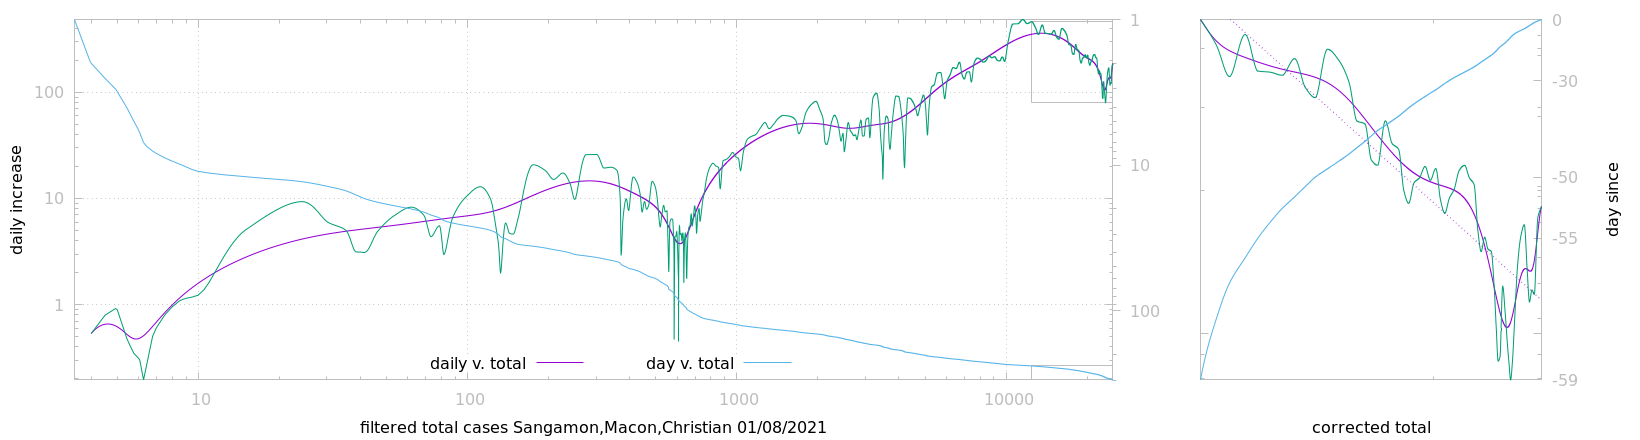 daily increase
100
10
1
10
100
1000
10000
filtered total cases Sangamon,Macon,Christian 01/08/2021
daily v. total
day v. total
1
10
100
corrected total
0
-30
-50
-55
-59
day since